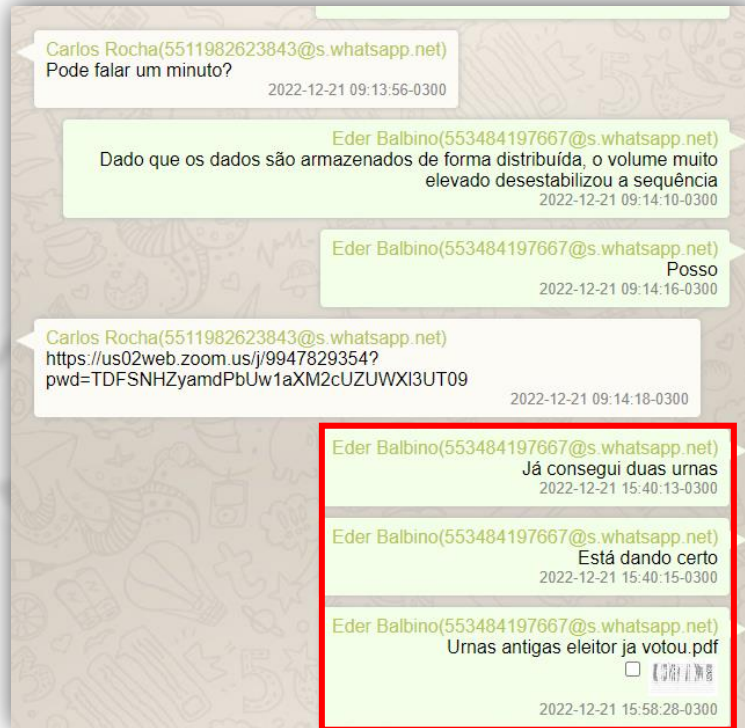 Carlos Rocha(5511982623843@s.whatsapp.net)
Pode falar um minuto?
2022-12-21 09:13:56-0300
Eder Balbino(553484197667@s.whatsapp.net)
Dado que os dados são armazenados de forma distribuída, o volume muito
elevado desestabilizou a sequência
2022-12-21 09:14:10-0300
Eder Balbino(553484197667@s.whatsapp.net)
Posso
2022-12-21 09:14:16-0300
Carlos Rocha(5511982623843@s.whatsapp.net)
https://us02web.zoom.us/j/9947829354?
pwd=TDFSNHZyamdPbUw1aXM2cUZUWXl3UT09
2022-12-21 09:14:18-0300
Eder Balbino(553484197667@s.whatsapp.net)
Já consegui duas urnas
2022-12-21 15:40:13-0300
Eder Balbino(553484197667@s.whatsapp.net)
Está dando certo
2022-12-21 15:40:15-0300
Eder Balbino(553484197667@s.whatsapp.net)
Urnas antigas eleitor ja votou.pdf
2022-12-21 15:58:28-0300